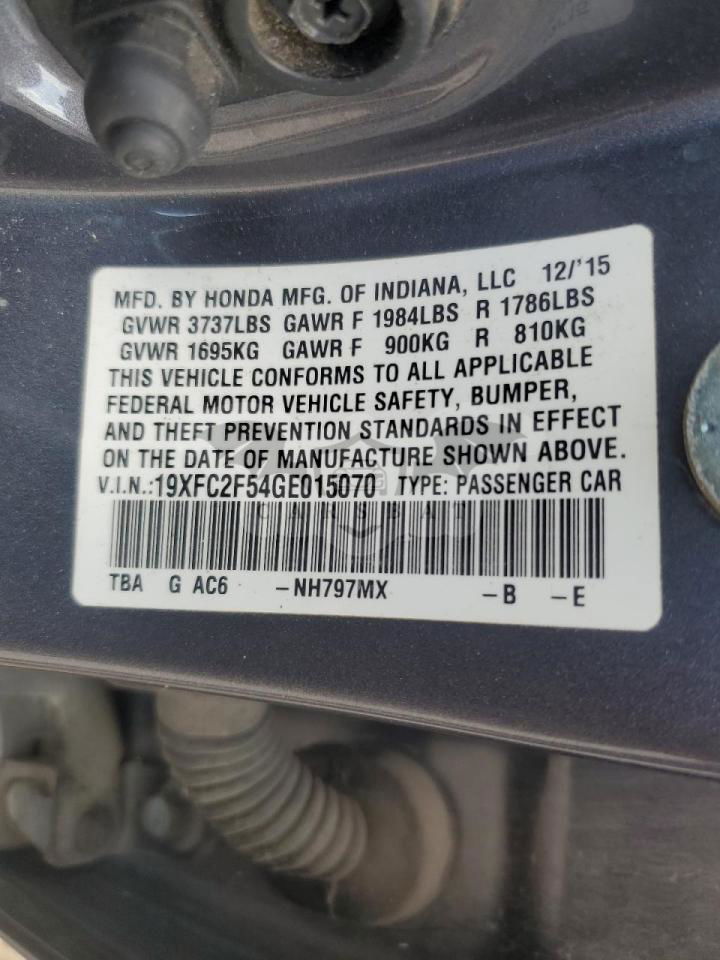 MFD. BY HONDA MFG. OF INDIANA, LLC 12/'15
GVWR 3737LBS GAWR F 1984LBS R 1786LBS
GVWR 1695KG GAWR F 900KG R 810KG
THIS VEHICLE CONFORMS TO ALL APPLICABLE
FEDERAL MOTOR VEHICLE SAFETY, BUMPER,
AND THEFT PREVENTION STANDARDS IN EFFECT
ON THE DATE OF MANUFACTURE SHOWN ABOVE.
V.I.N.:19XFC2F54GE015070 TYPE: PASSENGER CAR
CARSBAT
TBA G AC6 -NH797MX -B -E